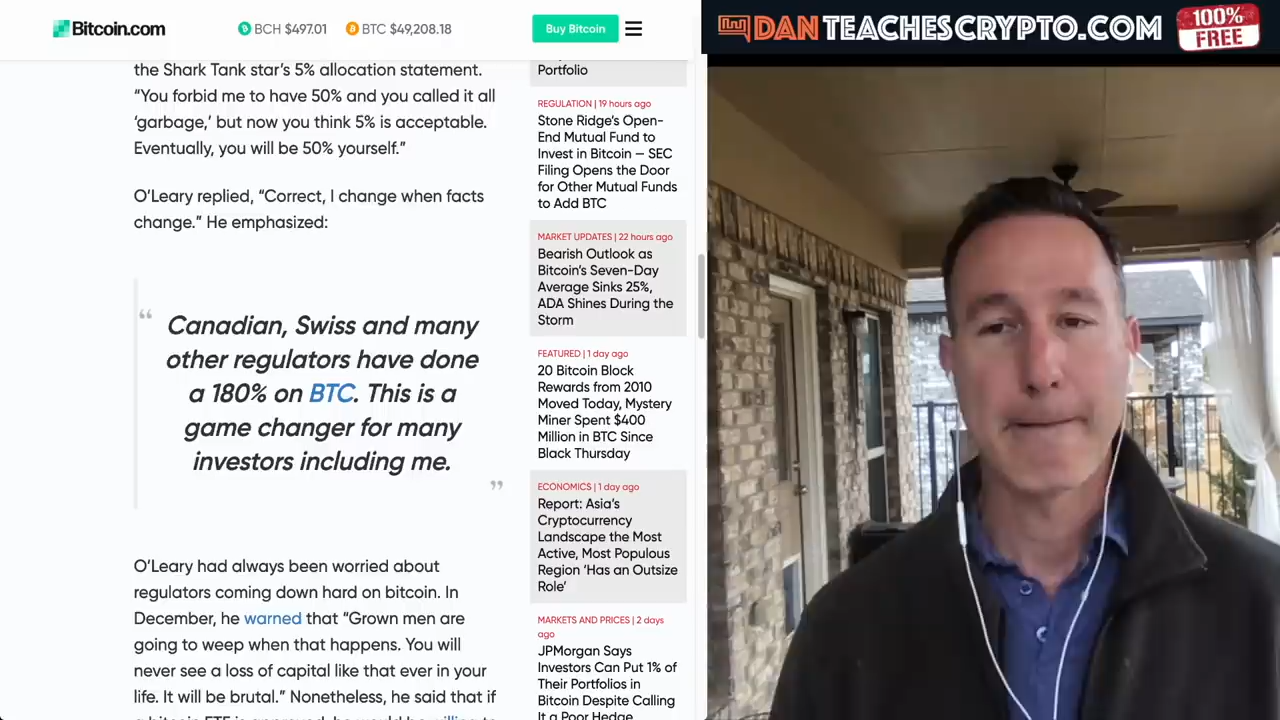 Bitcoin.com
BCH $497.01
BTC $49,208.18
Buy Bitcoin
DANTEACHESCRYPTO.COM
100%
FREE
the Shark Tank star’s 5% allocation statement.
“You forbid me to have 50% and you called it all
‘garbage,’ but now you think 5% is acceptable.
Eventually, you will be 50% yourself.”
O’Leary replied, “Correct, I change when facts
change.” He emphasized:
“
Canadian, Swiss and many
other regulators have done
a 180% on BTC. This is a
game changer for many
investors including me.
”
O’Leary had always been worried about
regulators coming down hard on bitcoin. In
December, he warned that “Grown men are
going to weep when that happens. You will
never see a loss of capital like that ever in your
life. It will be brutal.” Nonetheless, he said that if
Portfolio
REGULATION | 19 hours ago
Stone Ridge’s Open-
End Mutual Fund to
Invest in Bitcoin — SEC
Filing Opens the Door
for Other Mutual Funds
to Add BTC
MARKET UPDATES | 22 hours ago
Bearish Outlook as
Bitcoin’s Seven-Day
Average Sinks 25%,
ADA Shines During the
Storm
FEATURED | 1 day ago
20 Bitcoin Block
Rewards from 2010
Moved Today, Mystery
Miner Spent $400
Million in BTC Since
Black Thursday
ECONOMICS | 1 day ago
Report: Asia’s
Cryptocurrency
Landscape the Most
Active, Most Populous
Region ‘Has an Outsize
Role’
MARKETS AND PRICES | 2 days
ago
JPMorgan Says
Investors Can Put 1% of
Their Portfolios in
Bitcoin Despite Calling
It a Poor Hedge